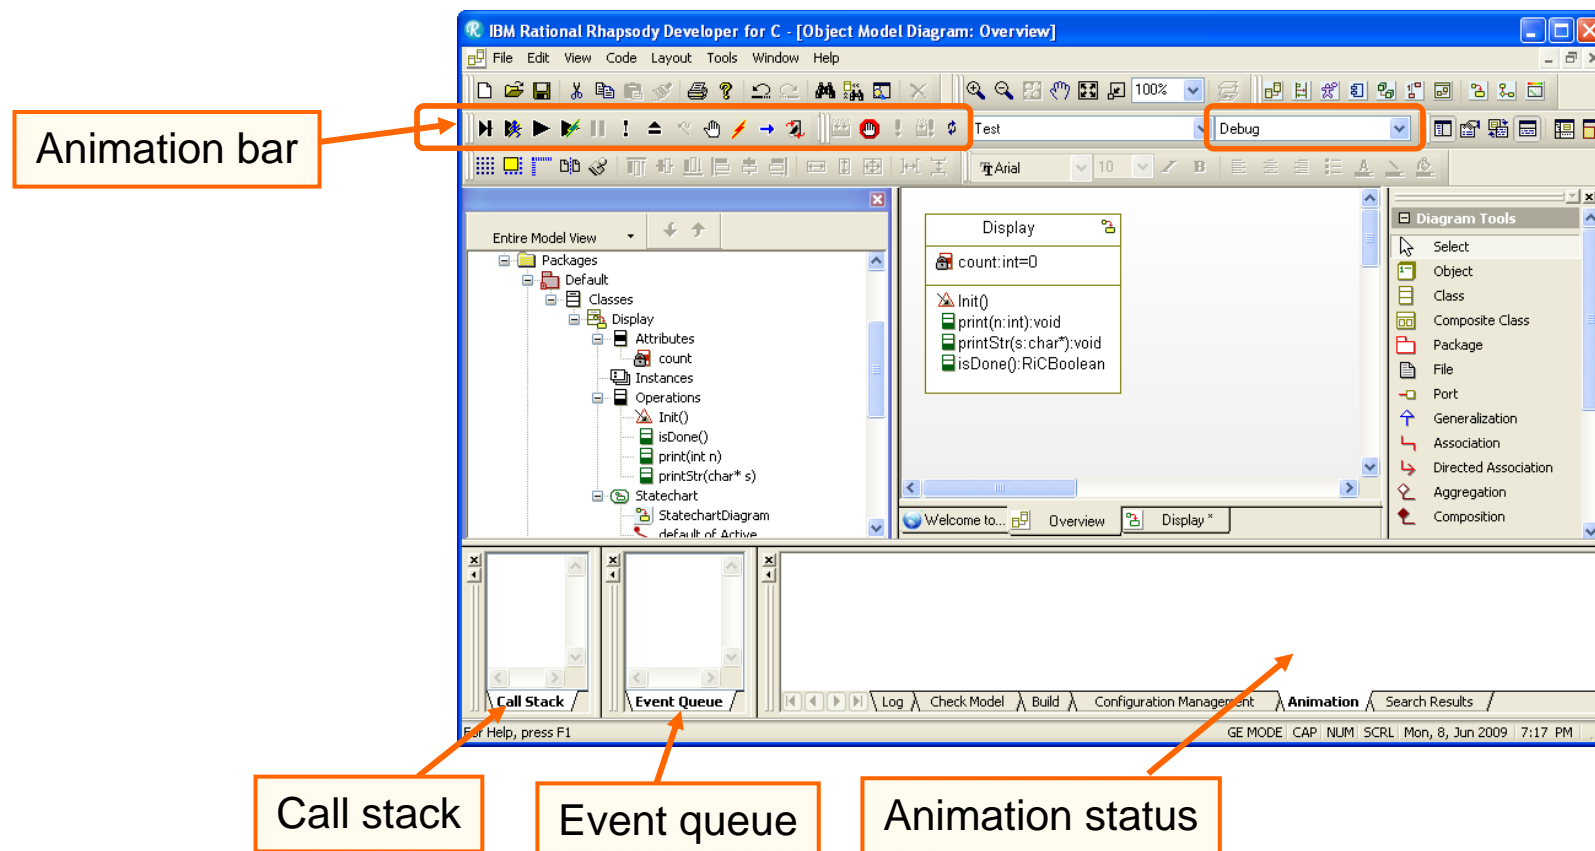 IBM Rational Rhapsody Developer for C - [Object Model Diagram: Overview]
File Edit View Code Layout Tools Window Help
100%
Animation bar
Test
Debug
Arial
10
Entire Model View
Packages
Default
Classes
Display
Attributes
count
Instances
Operations
Init()
isDone()
print(int n)
printStr(char* s)
Statechart
StatechartDiagram
default of Active
Display
count:int=0
Init()
print(n:int):void
printStr(s:char*):void
isDone():RiCBoolean
Welcome to... Overview Display *
Diagram Tools
Select
Object
Class
Composite Class
Package
File
Port
Generalization
Association
Directed Association
Aggregation
Composition
Call Stack
Event Queue
Log Check Model Build Configuration Management Animation Search Results
For Help, press F1
GE MODE CAP NUM SCRL Mon, 8, Jun 2009 7:17 PM
Call stack
Event queue
Animation status